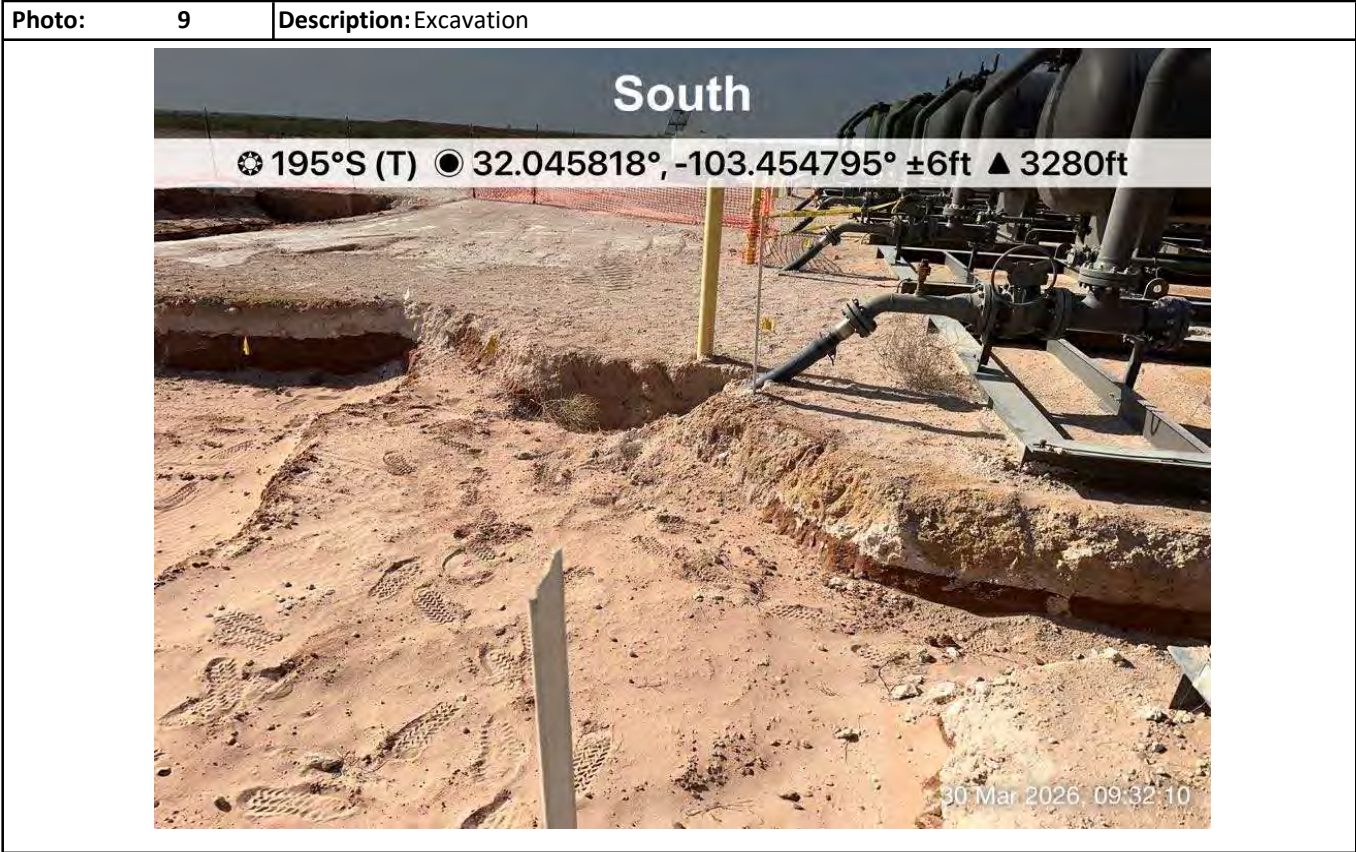 Photo: 9 Description: Excavation
South
195°S (T) 32.045818°, -103.454795° ±6ft ▲ 3280ft
30 Mar 2026, 09:32:10